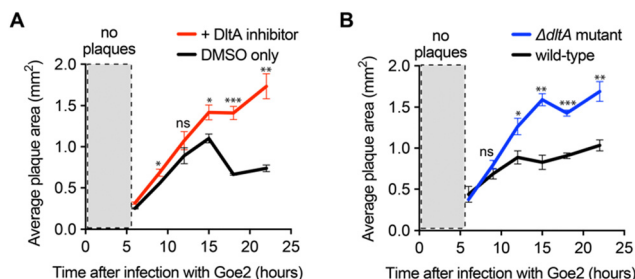 A
no
plaques
+ DltA inhibitor
DMSO only
Average plaque area (mm²)
2.0
1.5
1.0
0.5
0.0
*
ns
*
***
**
0
5
10
15
20
25
Time after infection with Goe2 (hours)
B
no
plaques
ΔdltA mutant
wild-type
Average plaque area (mm²)
2.0
1.5
1.0
0.5
0.0
ns
*
**
***
**
0
5
10
15
20
25
Time after infection with Goe2 (hours)